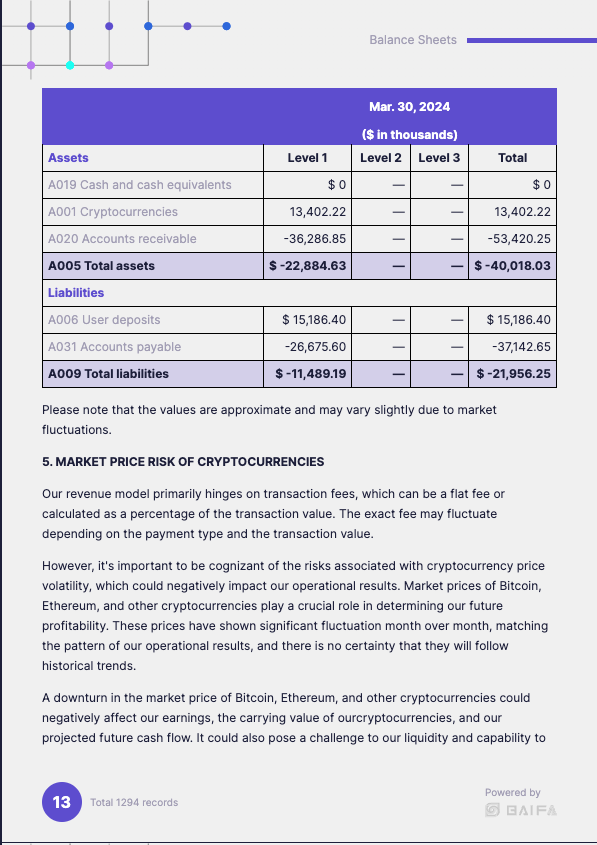 Balance Sheets
Mar. 30, 2024
($ in thousands)
Assets Level 1 Level 2 Level 3 Total
A019 Cash and cash equivalents $ 0 — — $ 0
A001 Cryptocurrencies 13,402.22 — — 13,402.22
A020 Accounts receivable -36,286.85 — — -53,420.25
A005 Total assets $ -22,884.63 — — $ -40,018.03
Liabilities
A006 User deposits $ 15,186.40 — — $ 15,186.40
A031 Accounts payable -26,675.60 — — -37,142.65
A009 Total liabilities $ -11,489.19 — — $ -21,956.25
Please note that the values are approximate and may vary slightly due to market
fluctuations.
5. MARKET PRICE RISK OF CRYPTOCURRENCIES
Our revenue model primarily hinges on transaction fees, which can be a flat fee or
calculated as a percentage of the transaction value. The exact fee may fluctuate
depending on the payment type and the transaction value.
However, it's important to be cognizant of the risks associated with cryptocurrency price
volatility, which could negatively impact our operational results. Market prices of Bitcoin,
Ethereum, and other cryptocurrencies play a crucial role in determining our future
profitability. These prices have shown significant fluctuation month over month, matching
the pattern of our operational results, and there is no certainty that they will follow
historical trends.
A downturn in the market price of Bitcoin, Ethereum, and other cryptocurrencies could
negatively affect our earnings, the carrying value of ourcryptocurrencies, and our
projected future cash flow. It could also pose a challenge to our liquidity and capability to
13 Total 1294 records
Powered by
BAIFA